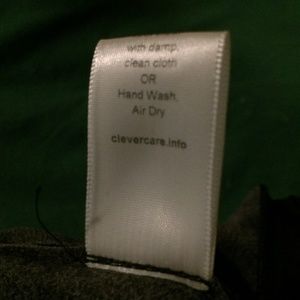 with damp,
clean cloth
OR
Hand Wash,
Air Dry
clevercare.info